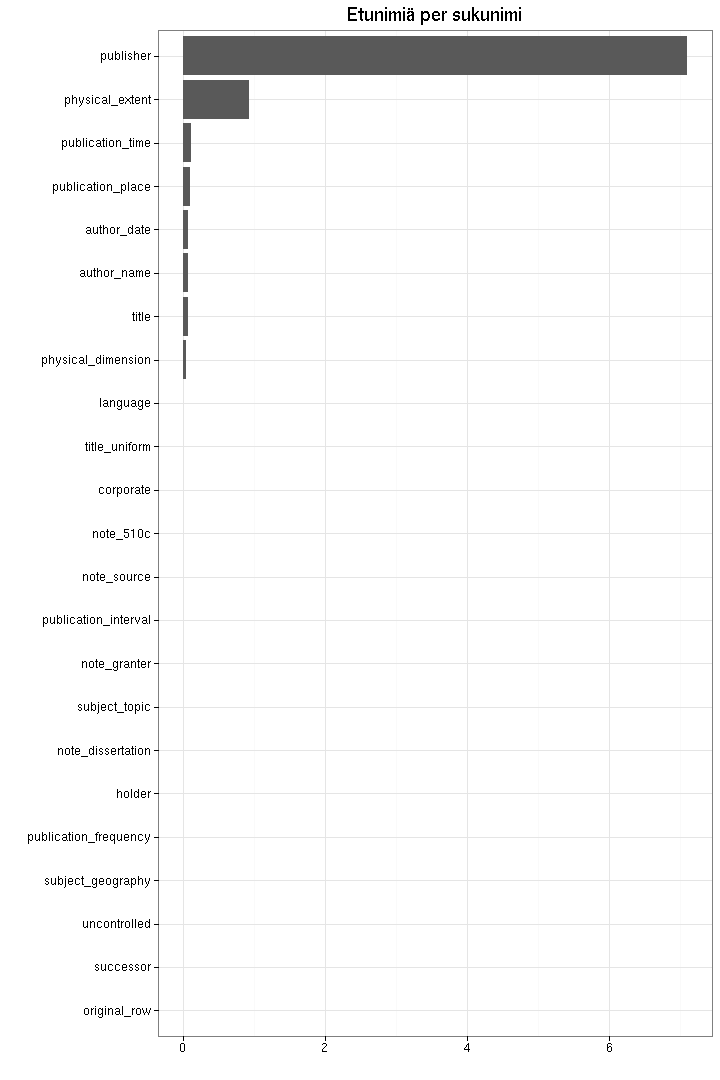 Etunimiä per sukunimi
publisher
physical_extent
publication_time
publication_place
author_date
author_name
title
physical_dimension
language
title_uniform
corporate
note_510c
note_source
publication_interval
note_granter
subject_topic
note_dissertation
holder
publication_frequency
subject_geography
uncontrolled
successor
original_row
0 2 4 6